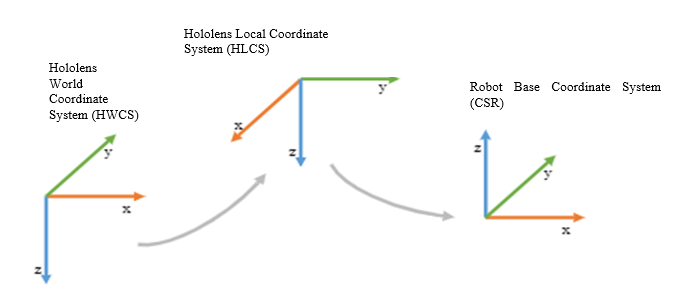 Hololens Local Coordinate
System (HLCS)
Hololens
World
Coordinate
System (HWCS)
Robot Base Coordinate System
(CSR)
y
x
z
y
x
z
z
y
x